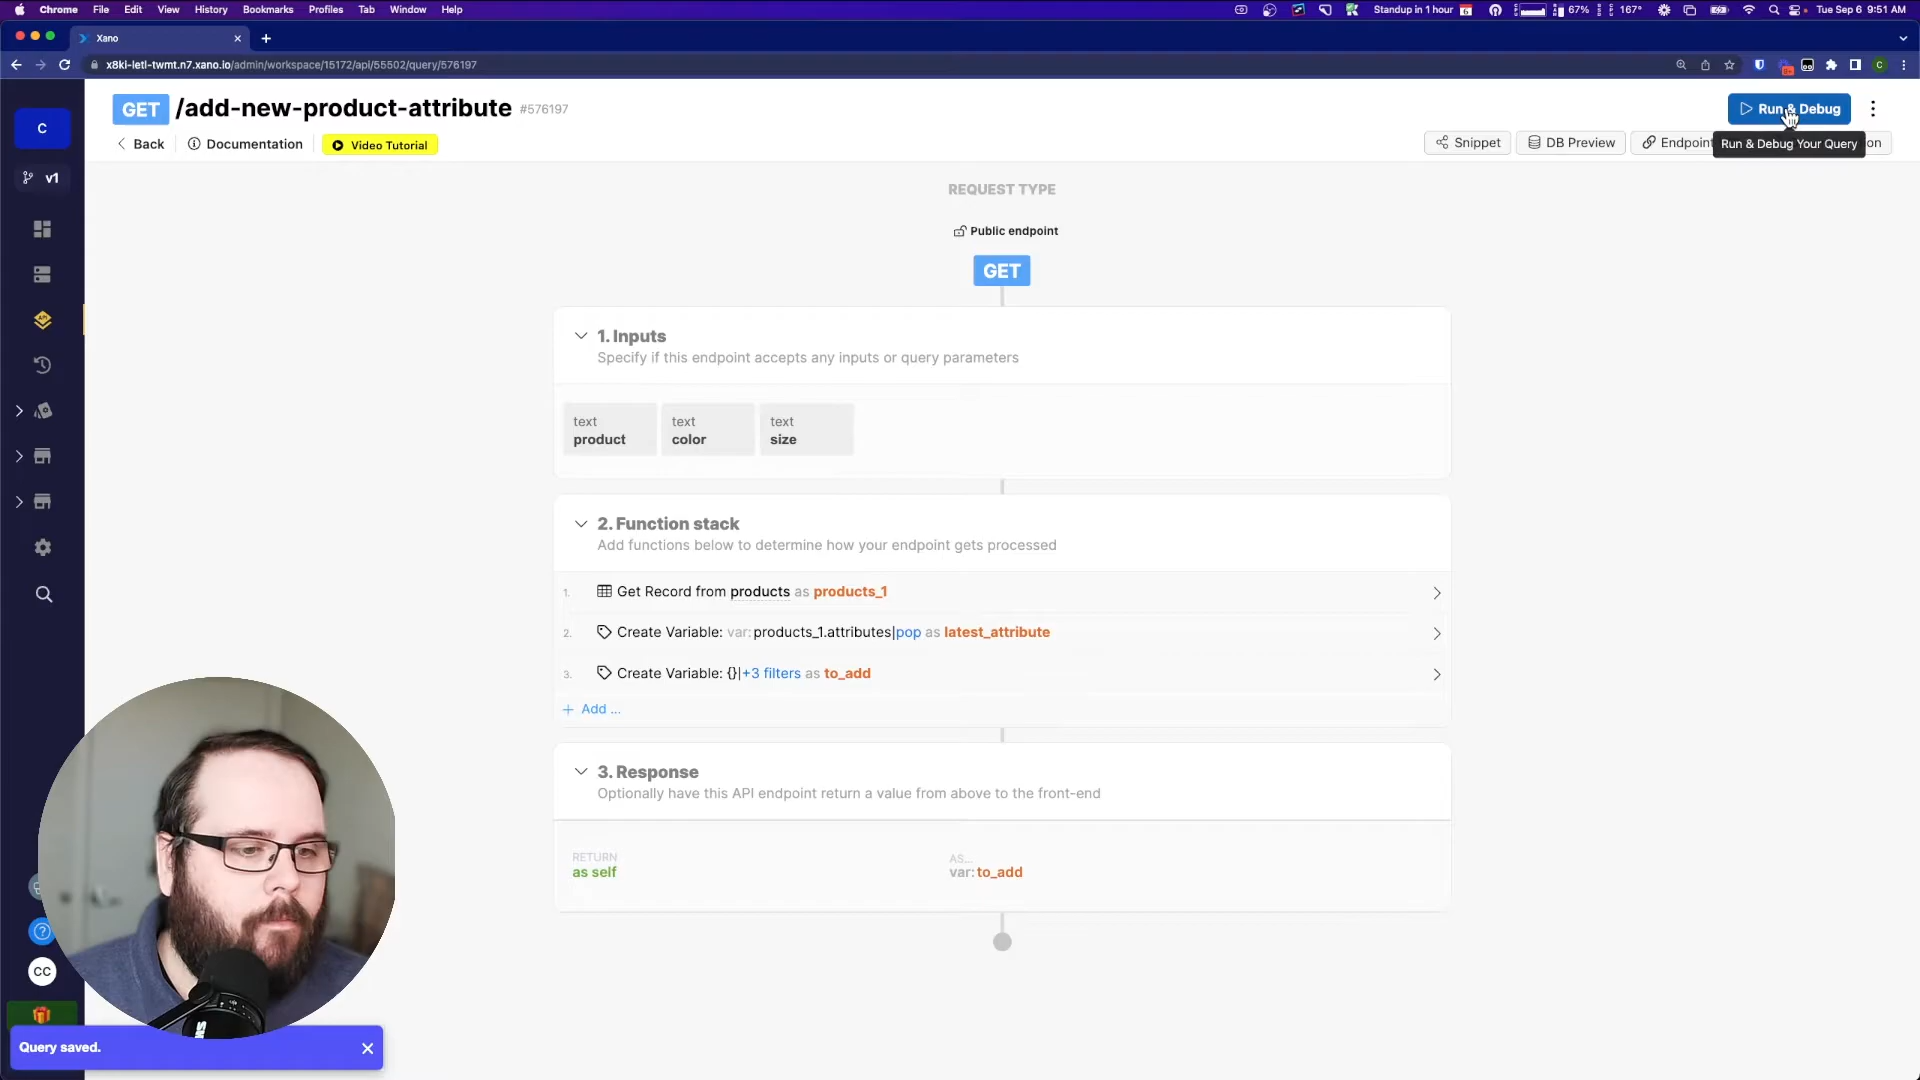 Chrome File Edit View History Bookmarks Profiles Tab Window Help Standup in 1 hour 67% 167° Tue Sep 6 9:51 AM
Xano
x8ki-letl-twmt.n7.xano.io/admin/workspace/15172/api/55502/query/576197
C
GET /add-new-product-attribute #576197
Run & Debug
Back Documentation Video Tutorial
Snippet DB Preview Endpoint
Run & Debug Your Query
on
C
v1
REQUEST TYPE
Public endpoint
GET
1. Inputs
Specify if this endpoint accepts any inputs or query parameters
text text text
product color size
2. Function stack
Add functions below to determine how your endpoint gets processed
1. Get Record from products as products_1
2. Create Variable: var:products_1.attributes|pop as latest_attribute
3. Create Variable: {}|+3 filters as to_add
+ Add ...
3. Response
Optionally have this API endpoint return a value from above to the front-end
RETURN AS...
as self var:to_add
CC
Query saved.